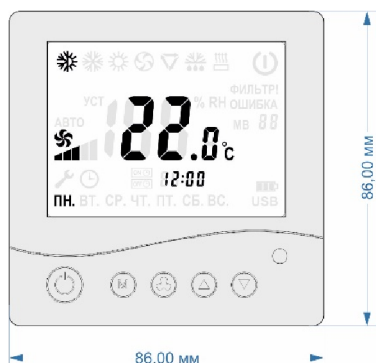 ФИЛЬТР!
УСТ % RH ОШИБКА
АВТО МВ 88
22.0°c
12:00
ПН. ВТ. СР. ЧТ. ПТ. СБ. ВС. USB
M
86,00 мм
86,00 мм